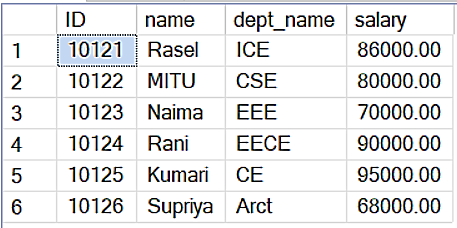 ID name dept_name salary
1 10121 Rasel ICE 86000.00
2 10122 MITU CSE 80000.00
3 10123 Naima EEE 70000.00
4 10124 Rani EECE 90000.00
5 10125 Kumari CE 95000.00
6 10126 Supriya Arct 68000.00